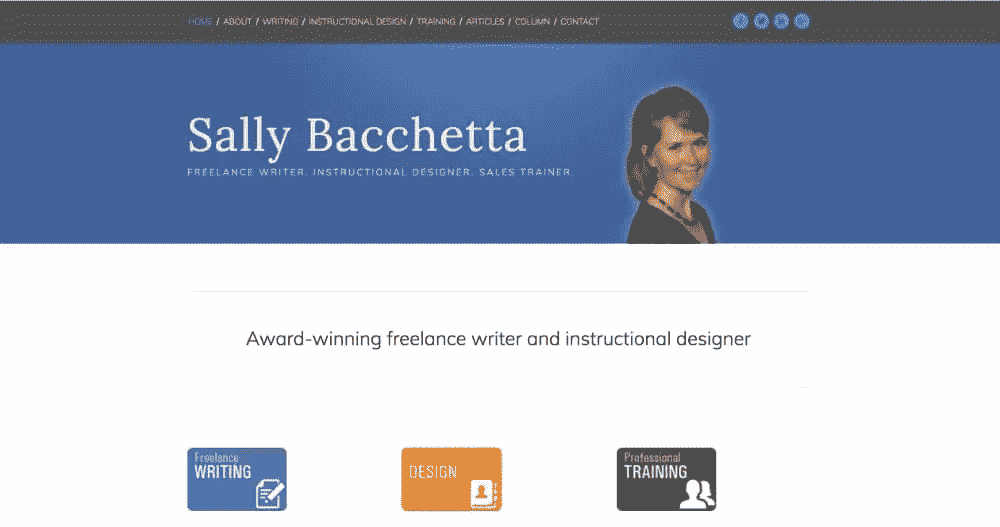 HOME / ABOUT / WRITING / INSTRUCTIONAL DESIGN / TRAINING / ARTICLES / COLUMN / CONTACT
Sally Bacchetta
FREELANCE WRITER. INSTRUCTIONAL DESIGNER. SALES TRAINER.
Award-winning freelance writer and instructional designer
Freelance
WRITING
DESIGN
Professional
TRAINING